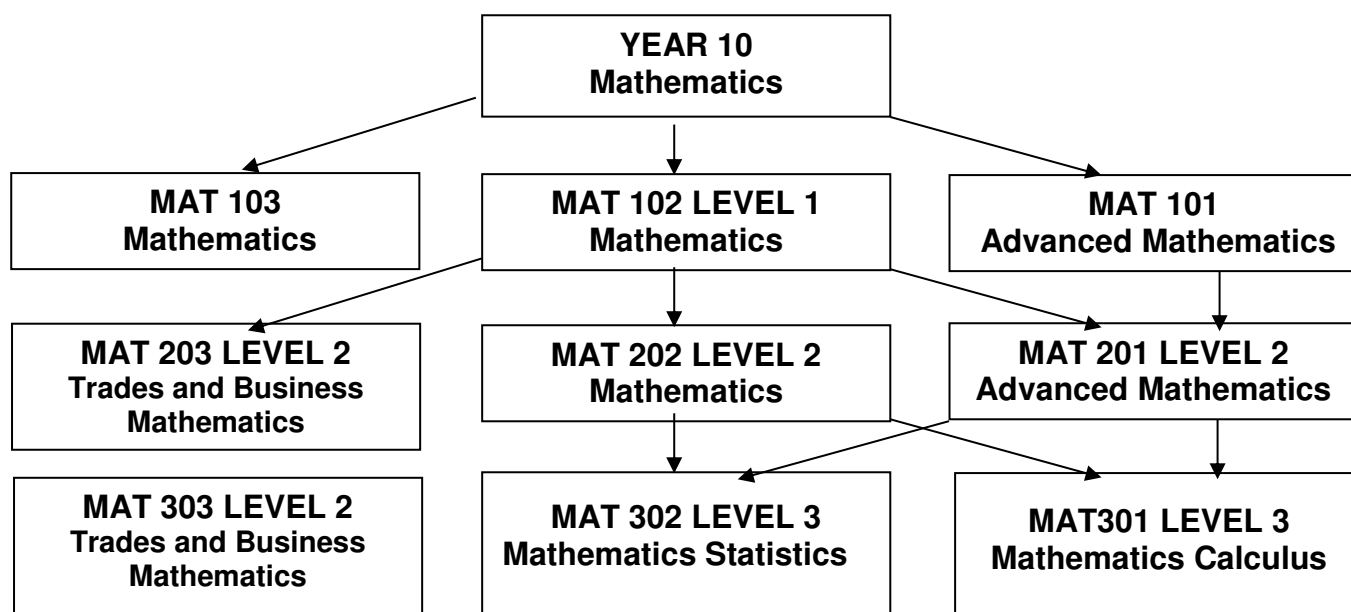 YEAR 10
Mathematics
MAT 103
Mathematics
MAT 102 LEVEL 1
Mathematics
MAT 101
Advanced Mathematics
MAT 203 LEVEL 2
Trades and Business
Mathematics
MAT 202 LEVEL 2
Mathematics
MAT 201 LEVEL 2
Advanced Mathematics
MAT 303 LEVEL 2
Trades and Business
Mathematics
MAT 302 LEVEL 3
Mathematics Statistics
MAT301 LEVEL 3
Mathematics Calculus